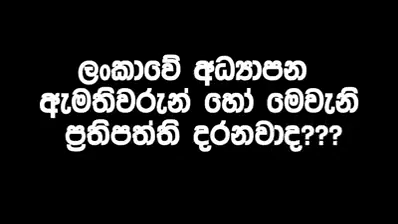 ලංකාවේ අධ්‍යාපන
ඇමතිවරුන් හෝ මෙවැනි
ප්‍රතිපත්ති දරනවාද???